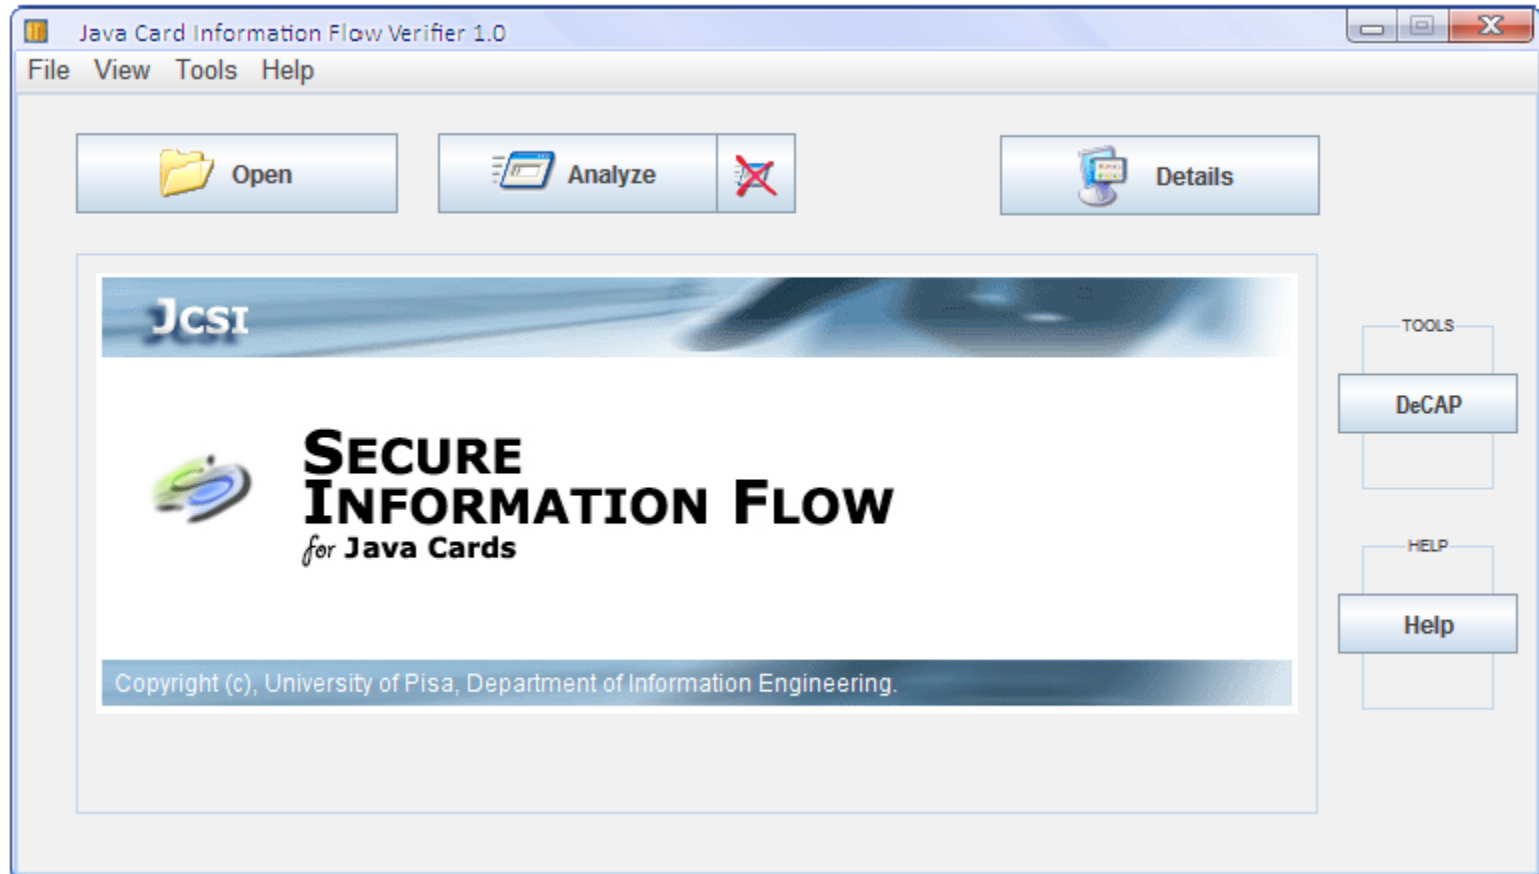 Java Card Information Flow Verifier 1.0
File View Tools Help
Open
Analyze
Details
JCSI
SECURE
INFORMATION FLOW
for Java Cards
Copyright (c), University of Pisa, Department of Information Engineering.
TOOLS
DeCAP
HELP
Help